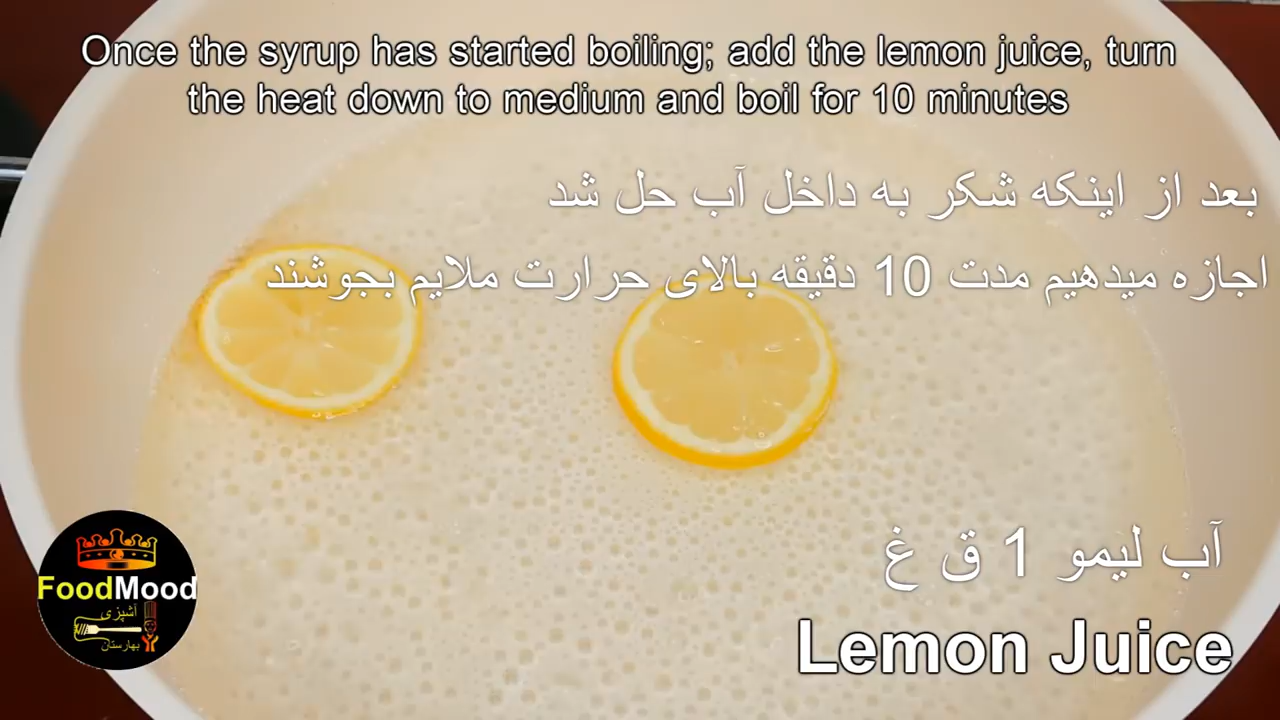 Once the syrup has started boiling; add the lemon juice, turn
the heat down to medium and boil for 10 minutes
بعد از اینکه شکر به داخل آب حل شد
اجازه میدهیم مدت 10 دقیقه بالای حرارت ملایم بجوشند
آب لیمو 1 ق غ
Lemon Juice
FoodMood
آشپزی
بهارستان